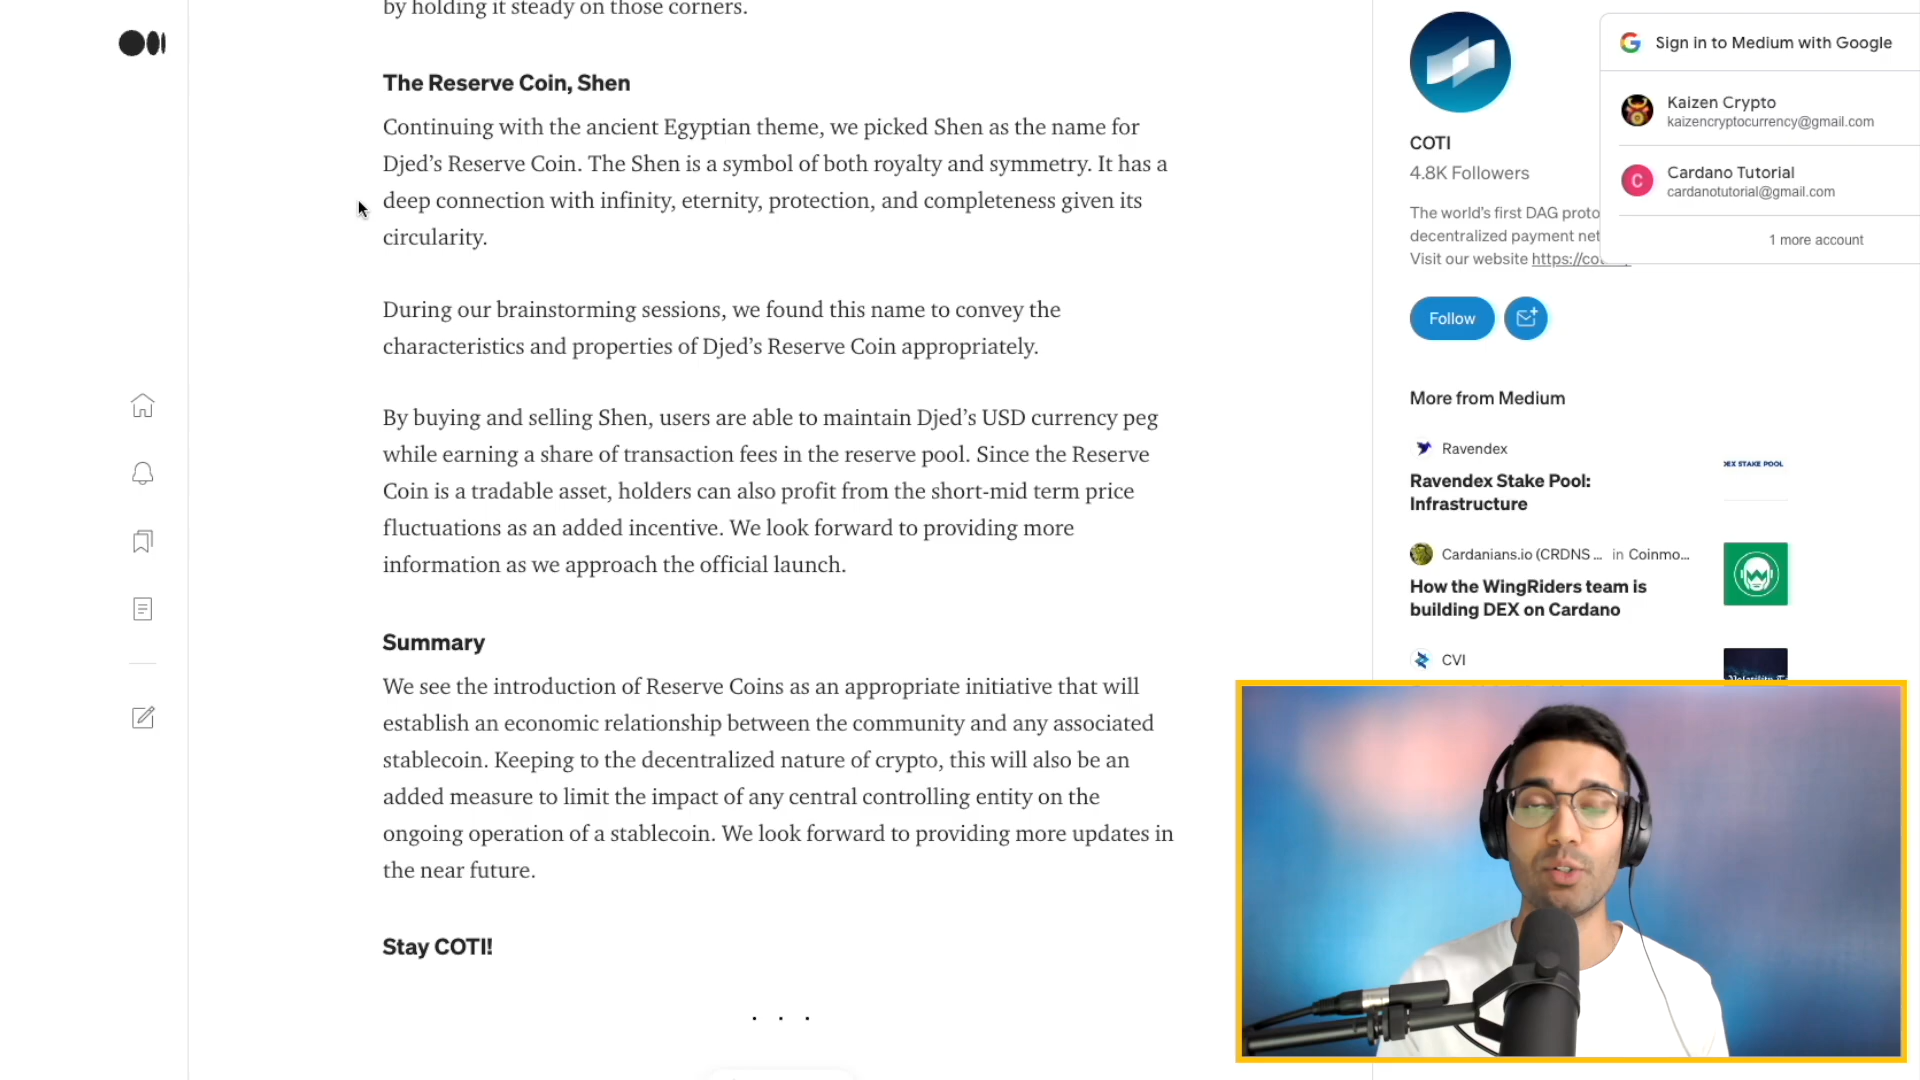 by holding it steady on those corners.
The Reserve Coin, Shen
Continuing with the ancient Egyptian theme, we picked Shen as the name for
Djed’s Reserve Coin. The Shen is a symbol of both royalty and symmetry. It has a
deep connection with infinity, eternity, protection, and completeness given its
circularity.
During our brainstorming sessions, we found this name to convey the
characteristics and properties of Djed’s Reserve Coin appropriately.
By buying and selling Shen, users are able to maintain Djed’s USD currency peg
while earning a share of transaction fees in the reserve pool. Since the Reserve
Coin is a tradable asset, holders can also profit from the short-mid term price
fluctuations as an added incentive. We look forward to providing more
information as we approach the official launch.
Summary
We see the introduction of Reserve Coins as an appropriate initiative that will
establish an economic relationship between the community and any associated
stablecoin. Keeping to the decentralized nature of crypto, this will also be an
added measure to limit the impact of any central controlling entity on the
ongoing operation of a stablecoin. We look forward to providing more updates in
the near future.
Stay COTI!
. . .
COTI
4.8K Followers
The world’s first DAG proto
decentralized payment net
Visit our website https://co
Follow
Sign in to Medium with Google
Kaizen Crypto
kaizencryptocurrency@gmail.com
C
Cardano Tutorial
cardanotutorial@gmail.com
1 more account
More from Medium
Ravendex
Ravendex Stake Pool:
Infrastructure
EX STAKE POOL
Cardanians.io (CRDNS ... in Coinmo...
How the WingRiders team is
building DEX on Cardano
CVI